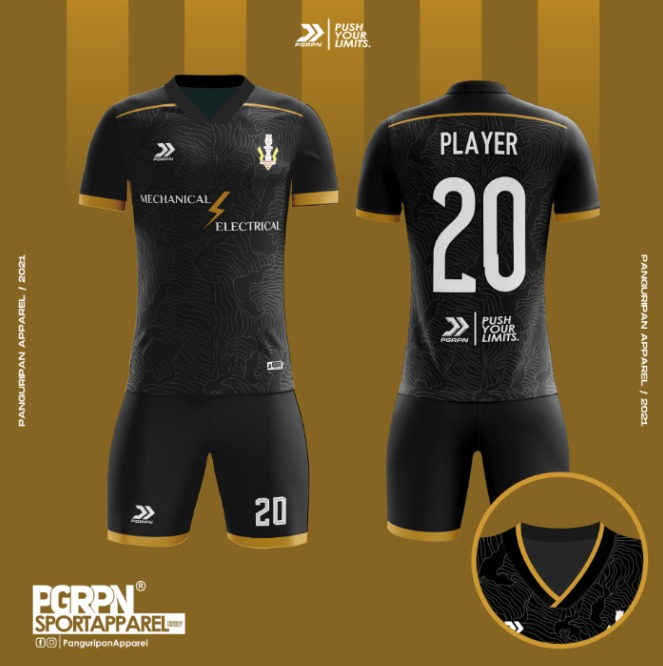 PGRPN
PUSH
YOUR
LIMITS.
PGRPN
MECHANICAL
ELECTRICAL
20
PGRPN
PLAYER
20
PGRPN
PUSH
YOUR
LIMITS.
PANGURIPAN APPAREL / 2021
PANGURIPAN APPAREL / 2021
PGRPN®
SPORTAPPAREL
PanguripanApparel